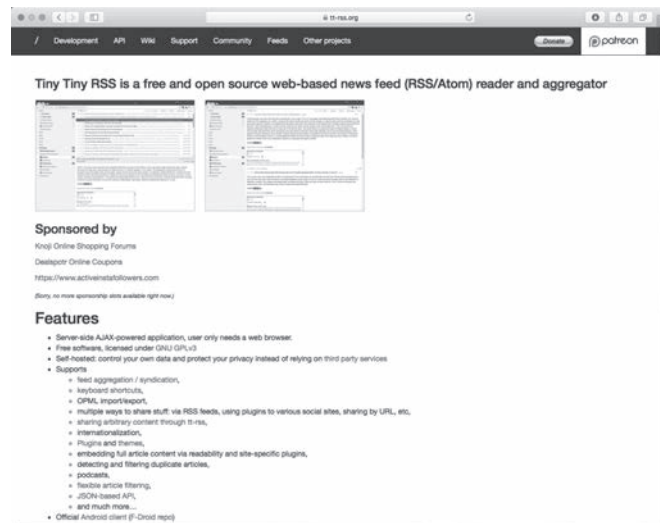 tt-rss.org
/ Development API Wiki Support Community Feeds Other projects Donate patreon
Tiny Tiny RSS is a free and open source web-based news feed (RSS/Atom) reader and aggregator
Sponsored by
Knoji Online Shopping Forums
Dealspotr Online Coupons
https://www.activeinstafollowers.com
(Sorry, no more sponsorship slots available right now.)
Features
• Server-side AJAX-powered application, user only needs a web browser.
• Free software, licensed under GNU GPLv3
• Self-hosted: control your own data and protect your privacy instead of relying on third party services
• Supports
feed aggregation / syndication,
keyboard shortcuts,
OPML import/export,
multiple ways to share stuff: via RSS feeds, using plugins to various social sites, sharing by URL, etc,
sharing arbitrary content through tt-rss,
internationalization,
Plugins and themes,
embedding full article content via readability and site-specific plugins,
detecting and filtering duplicate articles,
podcasts,
flexible article filtering,
JSON-based API,
and much more…
• Official Android client (F-Droid repo)